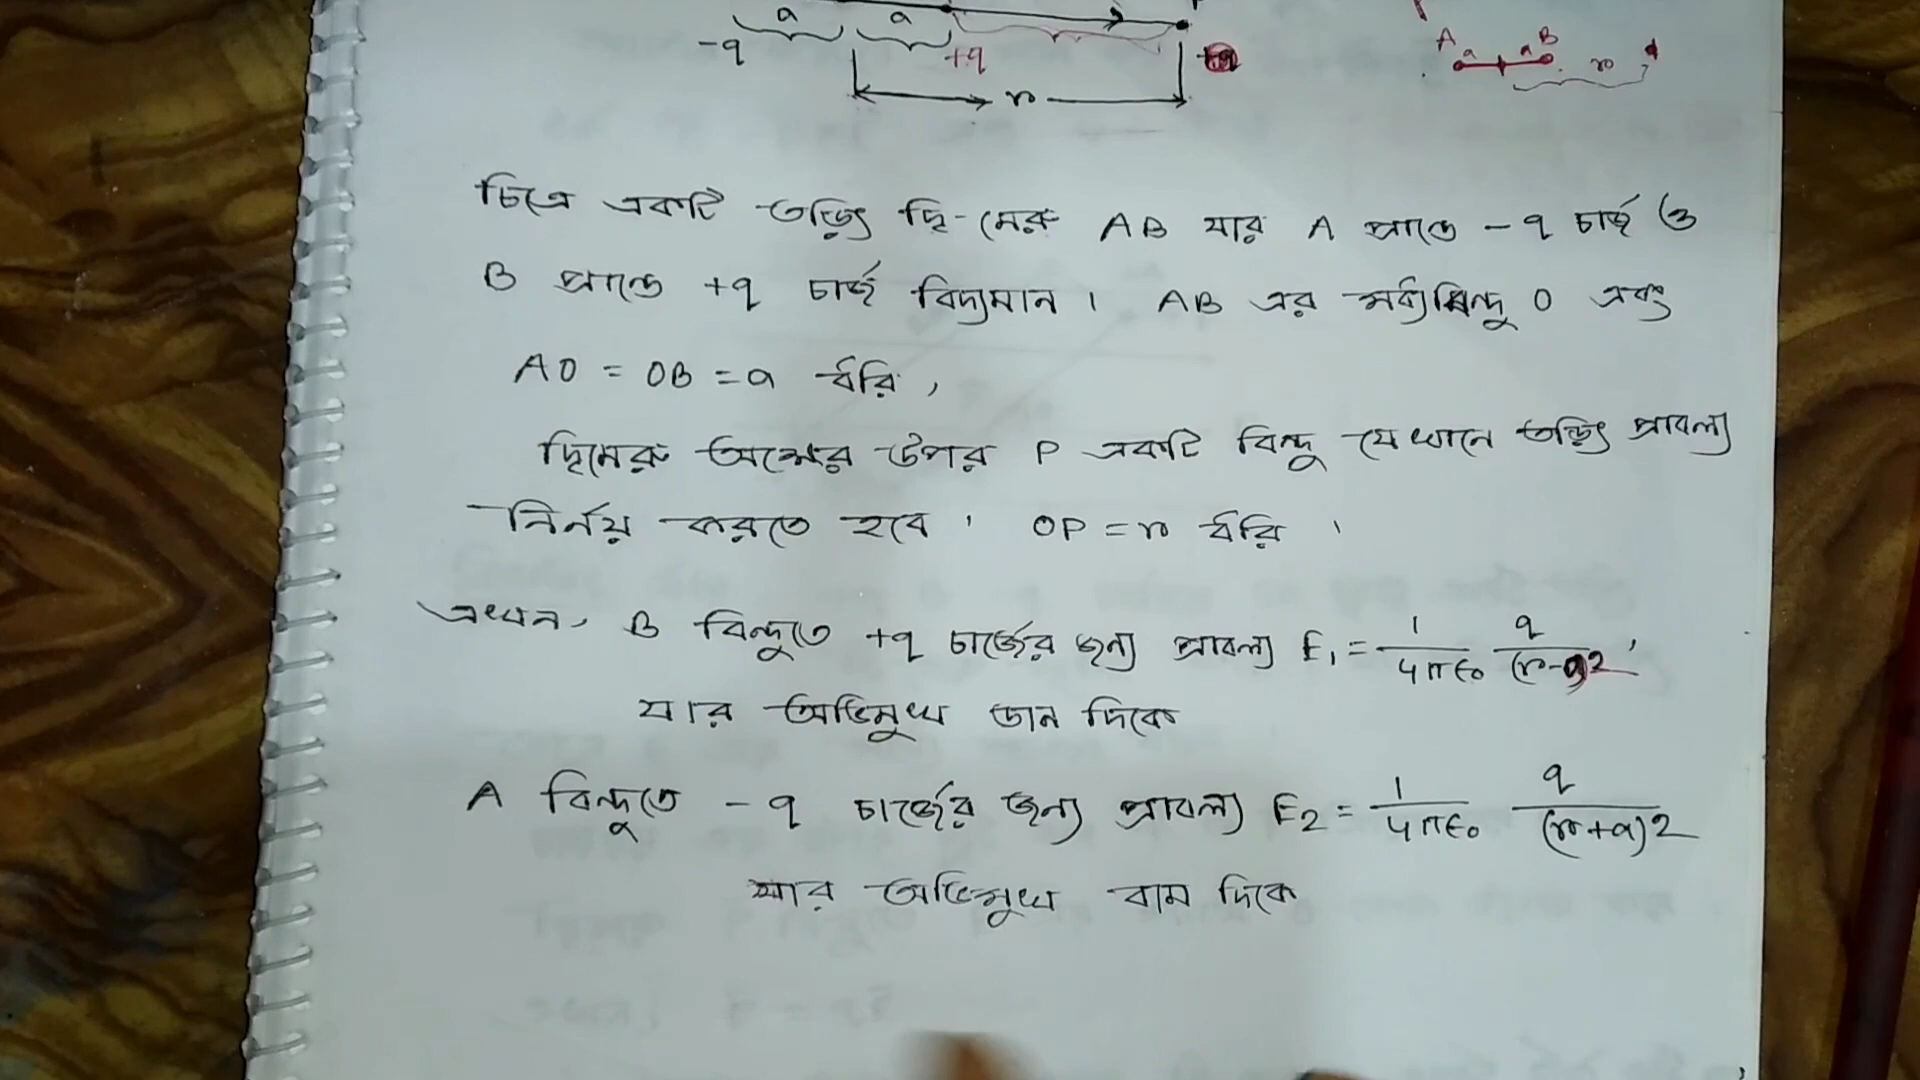 a a
-q +q
r
A a a B r
চিত্রে একটি তড়িৎ দ্বি-মেরু AB যার A প্রান্তে -q চার্জ ও
B প্রান্তে +q চার্জ বিদ্যমান। AB এর মধ্যবিন্দু O এবং
AO = OB = a ধরি,
দ্বিমেরু অক্ষের উপর P একটি বিন্দু যেখানে তড়িৎ প্রাবল্য
নির্নয় করতে হবে। OP = r ধরি।
এখন, B বিন্দুতে +q চার্জের জন্য প্রাবল্য E₁ = 1/4πϵ₀ q/(r-a)2,
যার অভিমুখ ডান দিকে
A বিন্দুতে -q চার্জের জন্য প্রাবল্য E2 = 1/4πϵ₀ q/(r+a)2
যার অভিমুখ বাম দিকে